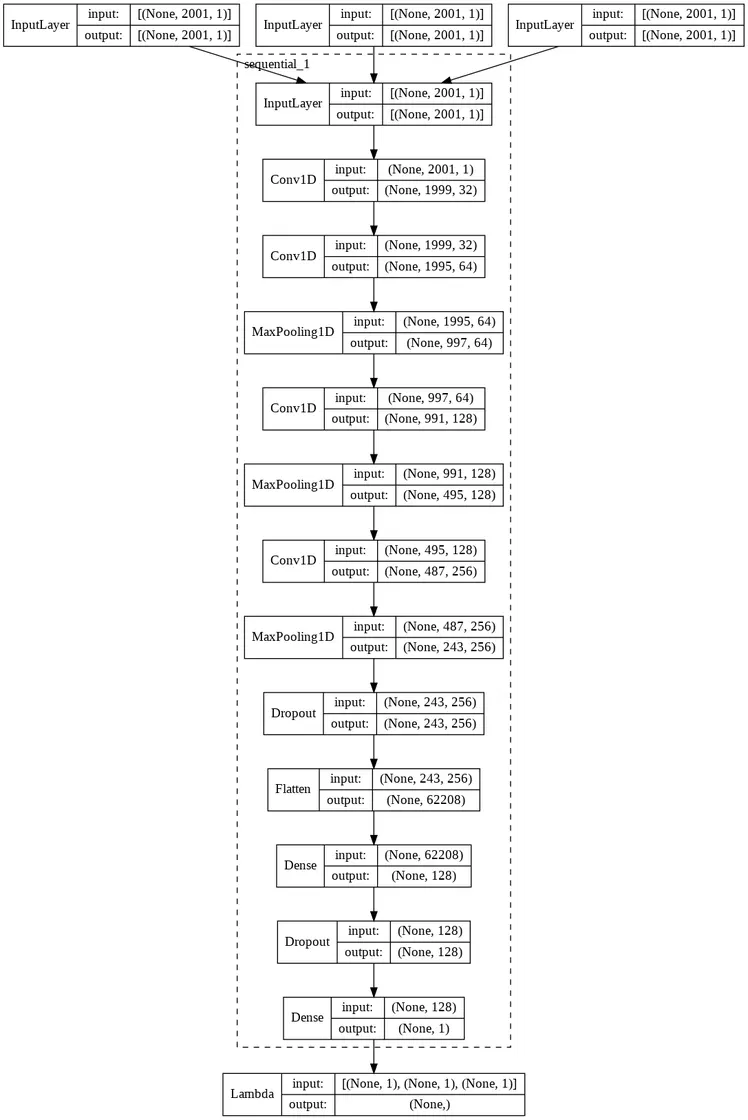 InputLayer input: [(None, 2001, 1)] output: [(None, 2001, 1)]
InputLayer input: [(None, 2001, 1)] output: [(None, 2001, 1)]
InputLayer input: [(None, 2001, 1)] output: [(None, 2001, 1)]
sequential_1
InputLayer input: [(None, 2001, 1)] output: [(None, 2001, 1)]
Conv1D input: (None, 2001, 1) output: (None, 1999, 32)
Conv1D input: (None, 1999, 32) output: (None, 1995, 64)
MaxPooling1D input: (None, 1995, 64) output: (None, 997, 64)
Conv1D input: (None, 997, 64) output: (None, 991, 128)
MaxPooling1D input: (None, 991, 128) output: (None, 495, 128)
Conv1D input: (None, 495, 128) output: (None, 487, 256)
MaxPooling1D input: (None, 487, 256) output: (None, 243, 256)
Dropout input: (None, 243, 256) output: (None, 243, 256)
Flatten input: (None, 243, 256) output: (None, 62208)
Dense input: (None, 62208) output: (None, 128)
Dropout input: (None, 128) output: (None, 128)
Dense input: (None, 128) output: (None, 1)
Lambda input: [(None, 1), (None, 1), (None, 1)] output: (None,)